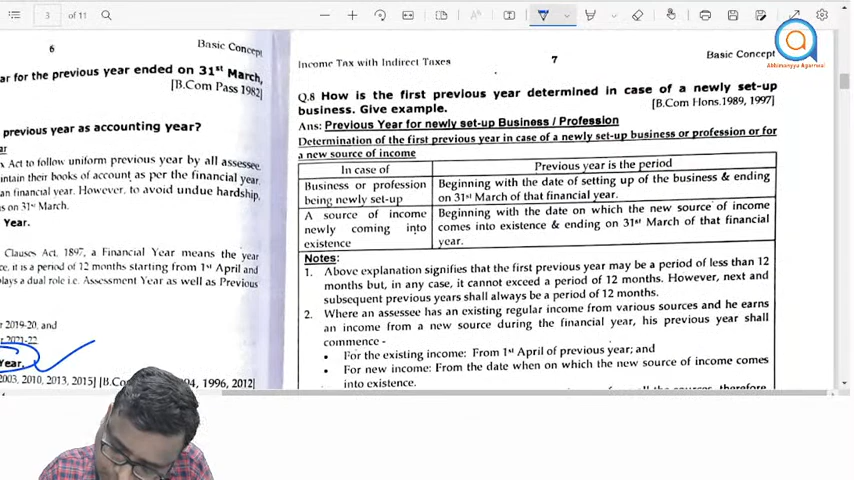 3 of 11
6
Basic Concept
ar for the previous year ended on 31st March,
[B.Com Pass 1982]
previous year as accounting year?
Act to follow uniform previous year by all assessee
ntain their books of account as per the financial year.
an financial year. However, to avoid undue hardship,
s on 31st March.
Year.
Clauses Act, 1897, a Financial Year means the year
ce, it is a period of 12 months starting from 1st April and
plays a dual role i.e. Assessment Year as well as Previous
r 2019-20, and
r 2021-22
Year.
2003, 2010, 2013, 2015] [B.Co 94, 1996, 2012]
Income Tax with Indirect Taxes
7
Basic Concept
Abhimanyyu Agarrwal
Q.8 How is the first previous year determined in case of a newly set-up
business. Give example.
[B.Com Hons.1989, 1997]
Ans: Previous Year for newly set-up Business / Profession
Determination of the first previous year in case of a newly set-up business or profession or for
a new source of income
In case of
Previous year is the period
Business or profession
being newly set-up
Beginning with the date of setting up of the business & ending
on 31st March of that financial year.
A source of income
newly coming into
existence
Beginning with the date on which the new source of income
comes into existence & ending on 31st March of that financial
year.
Notes:
1. Above explanation signifies that the first previous year may be a period of less than 12
months but, in any case, it cannot exceed a period of 12 months. However, next and
subsequent previous years shall always be a period of 12 months.
2. Where an assessee has an existing regular income from various sources and he earns
an income from a new source during the financial year, his previous year shall
commence -
• For the existing income: From 1st April of previous year; and
• For new income: From the date when on which the new source of income comes
into existence.